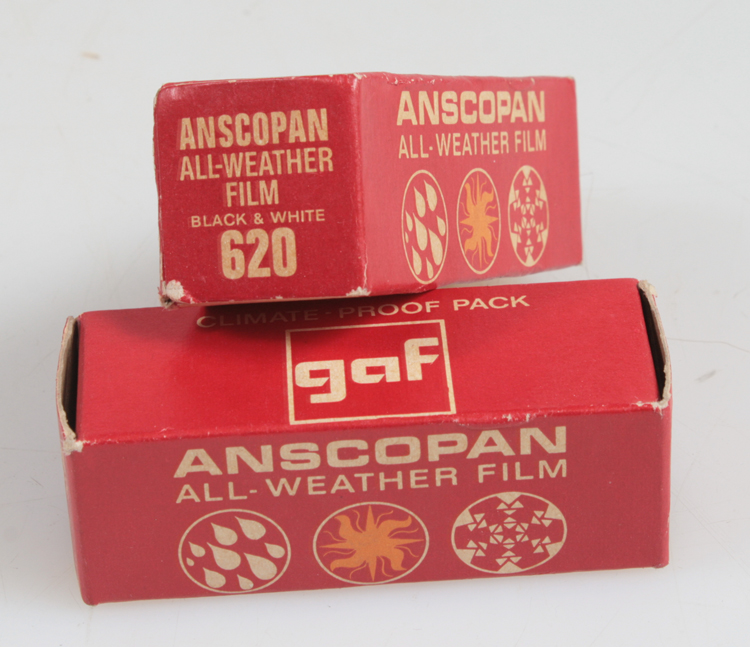 ANSCOPAN
ALL-WEATHER
FILM
BLACK & WHITE
620
ANSCOPAN
ALL-WEATHER FILM
CLIMATE-PROOF PACK
gaf
ANSCOPAN
ALL-WEATHER FILM